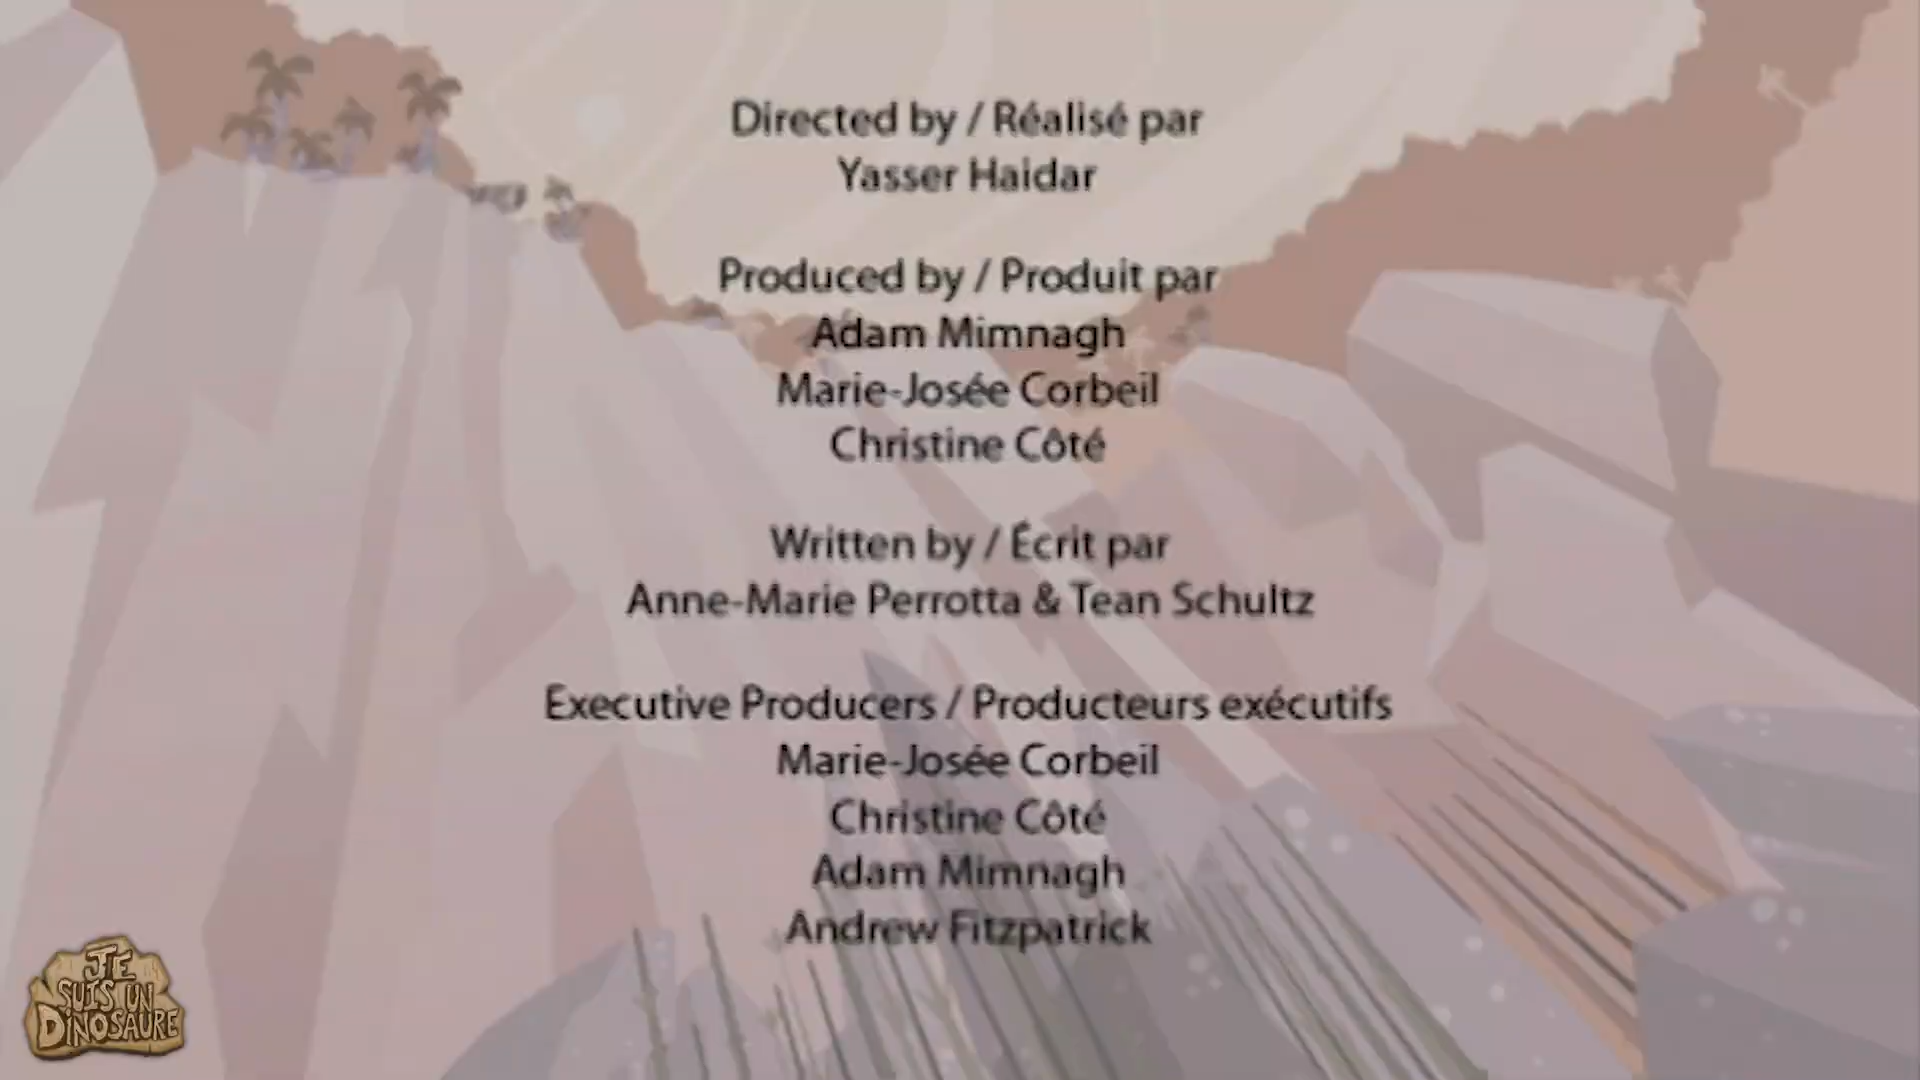 Directed by / Réalisé par
Yasser Haidar
Produced by / Produit par
Adam Mimnagh
Marie-Josée Corbeil
Christine Côté
Written by / Écrit par
Anne-Marie Perrotta & Tean Schultz
Executive Producers / Producteurs exécutifs
Marie-Josée Corbeil
Christine Côté
Adam Mimnagh
Andrew Fitzpatrick
JE
SUIS UN
DINOSAURE